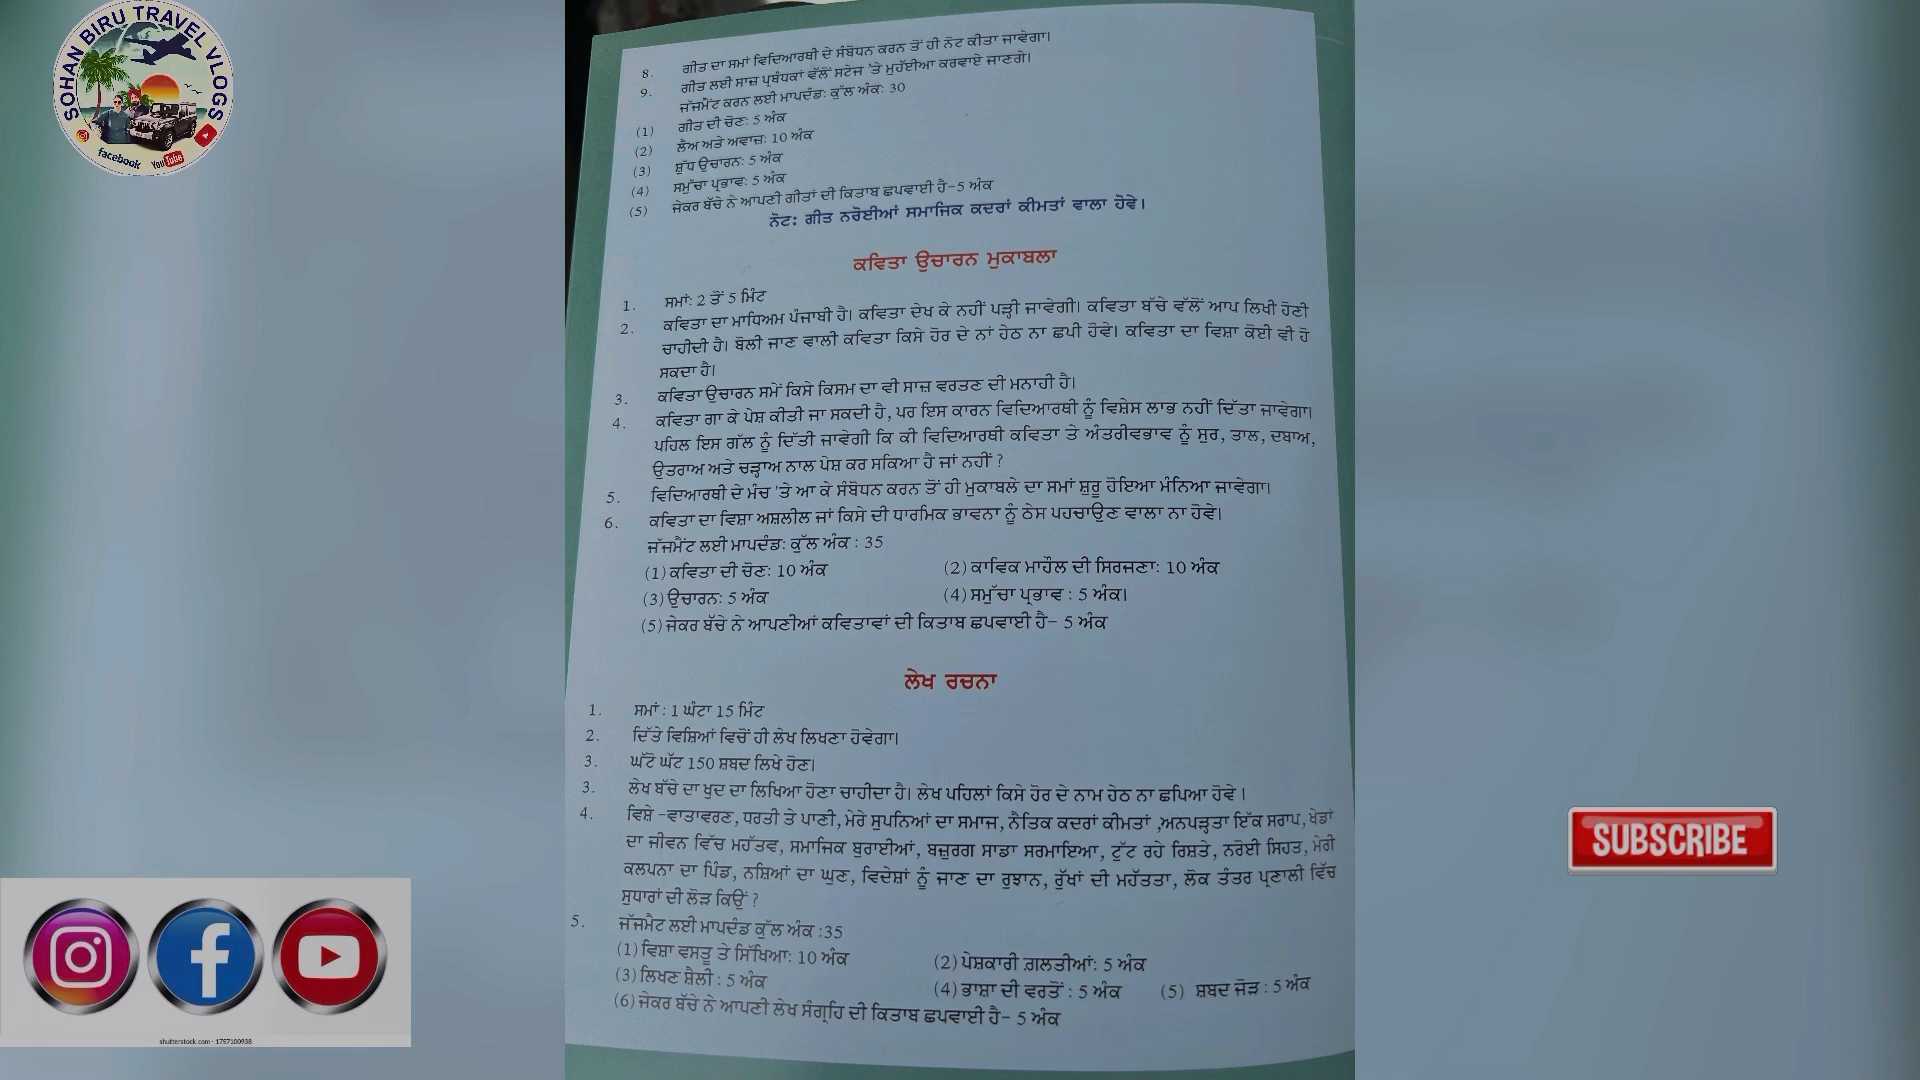 SOHAN BIRU TRAVEL VLOGS
facebook
YouTube
8. ਗੀਤ ਦਾ ਸਮਾਂ ਵਿਦਿਆਰਥੀ ਦੇ ਸੰਬੋਧਨ ਕਰਨ ਤੋਂ ਹੀ ਨੋਟ ਕੀਤਾ ਜਾਵੇਗਾ।
9. ਗੀਤ ਲਈ ਸਾਜ਼ ਪ੍ਰਬੰਧਕਾਂ ਵੱਲੋਂ ਸਟੇਜ 'ਤੇ ਮੁਹੱਈਆ ਕਰਵਾਏ ਜਾਣਗੇ।
ਜੱਜਮੈਂਟ ਕਰਨ ਲਈ ਮਾਪਦੰਡ: ਕੁੱਲ ਅੰਕ: 30
(1) ਗੀਤ ਦੀ ਚੋਣ: 5 ਅੰਕ
(2) ਲੈਅ ਅਤੇ ਅਵਾਜ਼: 10 ਅੰਕ
(3) ਸ਼ੁੱਧ ਉਚਾਰਨ: 5 ਅੰਕ
(4) ਸਮੁੱਚਾ ਪ੍ਰਭਾਵ: 5 ਅੰਕ
(5) ਜੇਕਰ ਬੱਚੇ ਨੇ ਆਪਣੀ ਗੀਤਾਂ ਦੀ ਕਿਤਾਬ ਛਪਵਾਈ ਹੈ-5 ਅੰਕ
ਨੋਟ: ਗੀਤ ਨਰੋਈਆਂ ਸਮਾਜਿਕ ਕਦਰਾਂ ਕੀਮਤਾਂ ਵਾਲਾ ਹੋਵੇ।
ਕਵਿਤਾ ਉਚਾਰਨ ਮੁਕਾਬਲਾ
1. ਸਮਾਂ: 2 ਤੋਂ 5 ਮਿੰਟ
2. ਕਵਿਤਾ ਦਾ ਮਾਧਿਅਮ ਪੰਜਾਬੀ ਹੈ। ਕਵਿਤਾ ਦੇਖ ਕੇ ਨਹੀਂ ਪੜ੍ਹੀ ਜਾਵੇਗੀ। ਕਵਿਤਾ ਬੱਚੇ ਵੱਲੋਂ ਆਪ ਲਿਖੀ ਹੋਣੀ
ਚਾਹੀਦੀ ਹੈ। ਬੋਲੀ ਜਾਣ ਵਾਲੀ ਕਵਿਤਾ ਕਿਸੇ ਹੋਰ ਦੇ ਨਾਂ ਹੇਠ ਨਾ ਛਪੀ ਹੋਵੇ। ਕਵਿਤਾ ਦਾ ਵਿਸ਼ਾ ਕੋਈ ਵੀ ਹੋ
ਸਕਦਾ ਹੈ।
3. ਕਵਿਤਾ ਉਚਾਰਨ ਸਮੇਂ ਕਿਸੇ ਕਿਸਮ ਦਾ ਵੀ ਸਾਜ਼ ਵਰਤਣ ਦੀ ਮਨਾਹੀ ਹੈ।
4. ਕਵਿਤਾ ਗਾ ਕੇ ਪੇਸ਼ ਕੀਤੀ ਜਾ ਸਕਦੀ ਹੈ, ਪਰ ਇਸ ਕਾਰਨ ਵਿਦਿਆਰਥੀ ਨੂੰ ਵਿਸ਼ੇਸ ਲਾਭ ਨਹੀਂ ਦਿੱਤਾ ਜਾਵੇਗਾ।
ਪਹਿਲ ਇਸ ਗੱਲ ਨੂੰ ਦਿੱਤੀ ਜਾਵੇਗੀ ਕਿ ਕੀ ਵਿਦਿਆਰਥੀ ਕਵਿਤਾ ਤੇ ਅੰਤਰੀਵਭਾਵ ਨੂੰ ਸੁਰ, ਤਾਲ, ਦਬਾਅ,
ਉਤਰਾਅ ਅਤੇ ਚੜ੍ਹਾਅ ਨਾਲ ਪੇਸ਼ ਕਰ ਸਕਿਆ ਹੈ ਜਾਂ ਨਹੀਂ ?
5. ਵਿਦਿਆਰਥੀ ਦੇ ਮੰਚ 'ਤੇ ਆ ਕੇ ਸੰਬੋਧਨ ਕਰਨ ਤੋਂ ਹੀ ਮੁਕਾਬਲੇ ਦਾ ਸਮਾਂ ਸ਼ੁਰੂ ਹੋਇਆ ਮੰਨਿਆ ਜਾਵੇਗਾ।
6. ਕਵਿਤਾ ਦਾ ਵਿਸ਼ਾ ਅਸ਼ਲੀਲ ਜਾਂ ਕਿਸੇ ਦੀ ਧਾਰਮਿਕ ਭਾਵਨਾ ਨੂੰ ਠੇਸ ਪਹਚਾਉਣ ਵਾਲਾ ਨਾ ਹੋਵੇ।
ਜੱਜਮੈਂਟ ਲਈ ਮਾਪਦੰਡ: ਕੁੱਲ ਅੰਕ : 35
(1) ਕਵਿਤਾ ਦੀ ਚੋਣ: 10 ਅੰਕ (2) ਕਾਵਿਕ ਮਾਹੌਲ ਦੀ ਸਿਰਜਣਾ: 10 ਅੰਕ
(3) ਉਚਾਰਨ: 5 ਅੰਕ (4) ਸਮੁੱਚਾ ਪ੍ਰਭਾਵ : 5 ਅੰਕ।
(5) ਜੇਕਰ ਬੱਚੇ ਨੇ ਆਪਣੀਆਂ ਕਵਿਤਾਵਾਂ ਦੀ ਕਿਤਾਬ ਛਪਵਾਈ ਹੈ- 5 ਅੰਕ
ਲੇਖ ਰਚਨਾ
1. ਸਮਾਂ : 1 ਘੰਟਾ 15 ਮਿੰਟ
2. ਦਿੱਤੇ ਵਿਸ਼ਿਆਂ ਵਿਚੋਂ ਹੀ ਲੇਖ ਲਿਖਣਾ ਹੋਵੇਗਾ।
3. ਘੱਟੋ ਘੱਟ 150 ਸ਼ਬਦ ਲਿਖੇ ਹੋਣ।
3. ਲੇਖ ਬੱਚੇ ਦਾ ਖੁਦ ਦਾ ਲਿਖਿਆ ਹੋਣਾ ਚਾਹੀਦਾ ਹੈ। ਲੇਖ ਪਹਿਲਾਂ ਕਿਸੇ ਹੋਰ ਦੇ ਨਾਮ ਹੇਠ ਨਾ ਛਪਿਆ ਹੋਵੇ ।
4. ਵਿਸ਼ੇ -ਵਾਤਾਵਰਣ, ਧਰਤੀ ਤੇ ਪਾਣੀ, ਮੇਰੇ ਸੁਪਨਿਆਂ ਦਾ ਸਮਾਜ, ਨੈਤਿਕ ਕਦਰਾਂ ਕੀਮਤਾਂ ,ਅਨਪੜ੍ਹਤਾ ਇੱਕ ਸਰਾਪ, ਖੇਡਾਂ
ਦਾ ਜੀਵਨ ਵਿੱਚ ਮਹੱਤਵ, ਸਮਾਜਿਕ ਬੁਰਾਈਆਂ, ਬਜ਼ੁਰਗ ਸਾਡਾ ਸਰਮਾਇਆ, ਟੁੱਟ ਰਹੇ ਰਿਸ਼ਤੇ, ਨਰੋਈ ਸਿਹਤ, ਮੇਰੀ
ਕਲਪਨਾ ਦਾ ਪਿੰਡ, ਨਸ਼ਿਆਂ ਦਾ ਘੁਣ, ਵਿਦੇਸ਼ਾਂ ਨੂੰ ਜਾਣ ਦਾ ਰੁਝਾਨ, ਰੁੱਖਾਂ ਦੀ ਮਹੱਤਤਾ, ਲੋਕ ਤੰਤਰ ਪ੍ਰਣਾਲੀ ਵਿੱਚ
ਸੁਧਾਰਾਂ ਦੀ ਲੋੜ ਕਿਉਂ ?
5. ਜੱਜਮੈਟ ਲਈ ਮਾਪਦੰਡ ਕੁੱਲ ਅੰਕ :35
(1) ਵਿਸ਼ਾ ਵਸਤੂ ਤੇ ਸਿੱਖਿਆ: 10 ਅੰਕ (2) ਪੇਸ਼ਕਾਰੀ ਗ਼ਲਤੀਆਂ: 5 ਅੰਕ
(3) ਲਿਖਣ ਸ਼ੈਲੀ : 5 ਅੰਕ (4) ਭਾਸ਼ਾ ਦੀ ਵਰਤੋਂ : 5 ਅੰਕ (5) ਸ਼ਬਦ ਜੋੜ : 5 ਅੰਕ
(6) ਜੇਕਰ ਬੱਚੇ ਨੇ ਆਪਣੀ ਲੇਖ ਸੰਗ੍ਰਹਿ ਦੀ ਕਿਤਾਬ ਛਪਵਾਈ ਹੈ- 5 ਅੰਕ
SUBSCRIBE
shutterstock.com · 1757100938